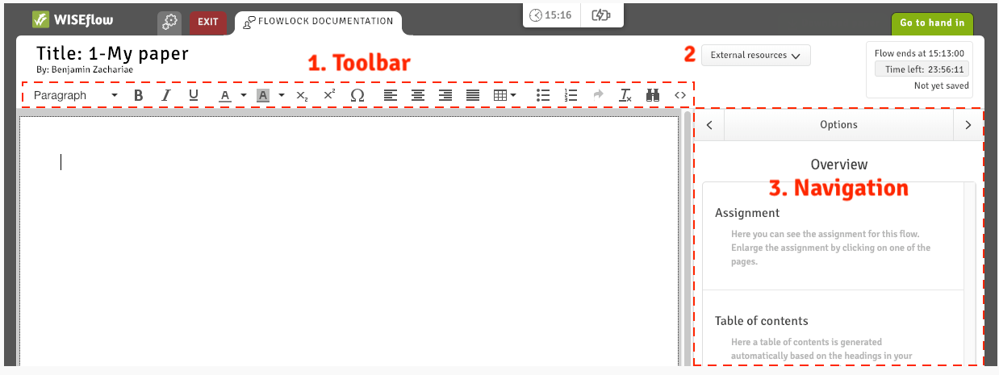 WISEflow
EXIT
FLOWLOCK DOCUMENTATION
15:16
Go to hand in
Title: 1-My paper
By: Benjamin Zachariae
1. Toolbar
2
External resources
Flow ends at 15:13:00
Time left: 23:56:11
Not yet saved
Paragraph B I U A A x₂ x² Ω Ix <>
Options
Overview
3. Navigation
Assignment
Here you can see the assignment for this flow.
Enlarge the assignment by clicking on one of the
pages.
Table of contents
Here a table of contents is generated
automatically based on the headings in your